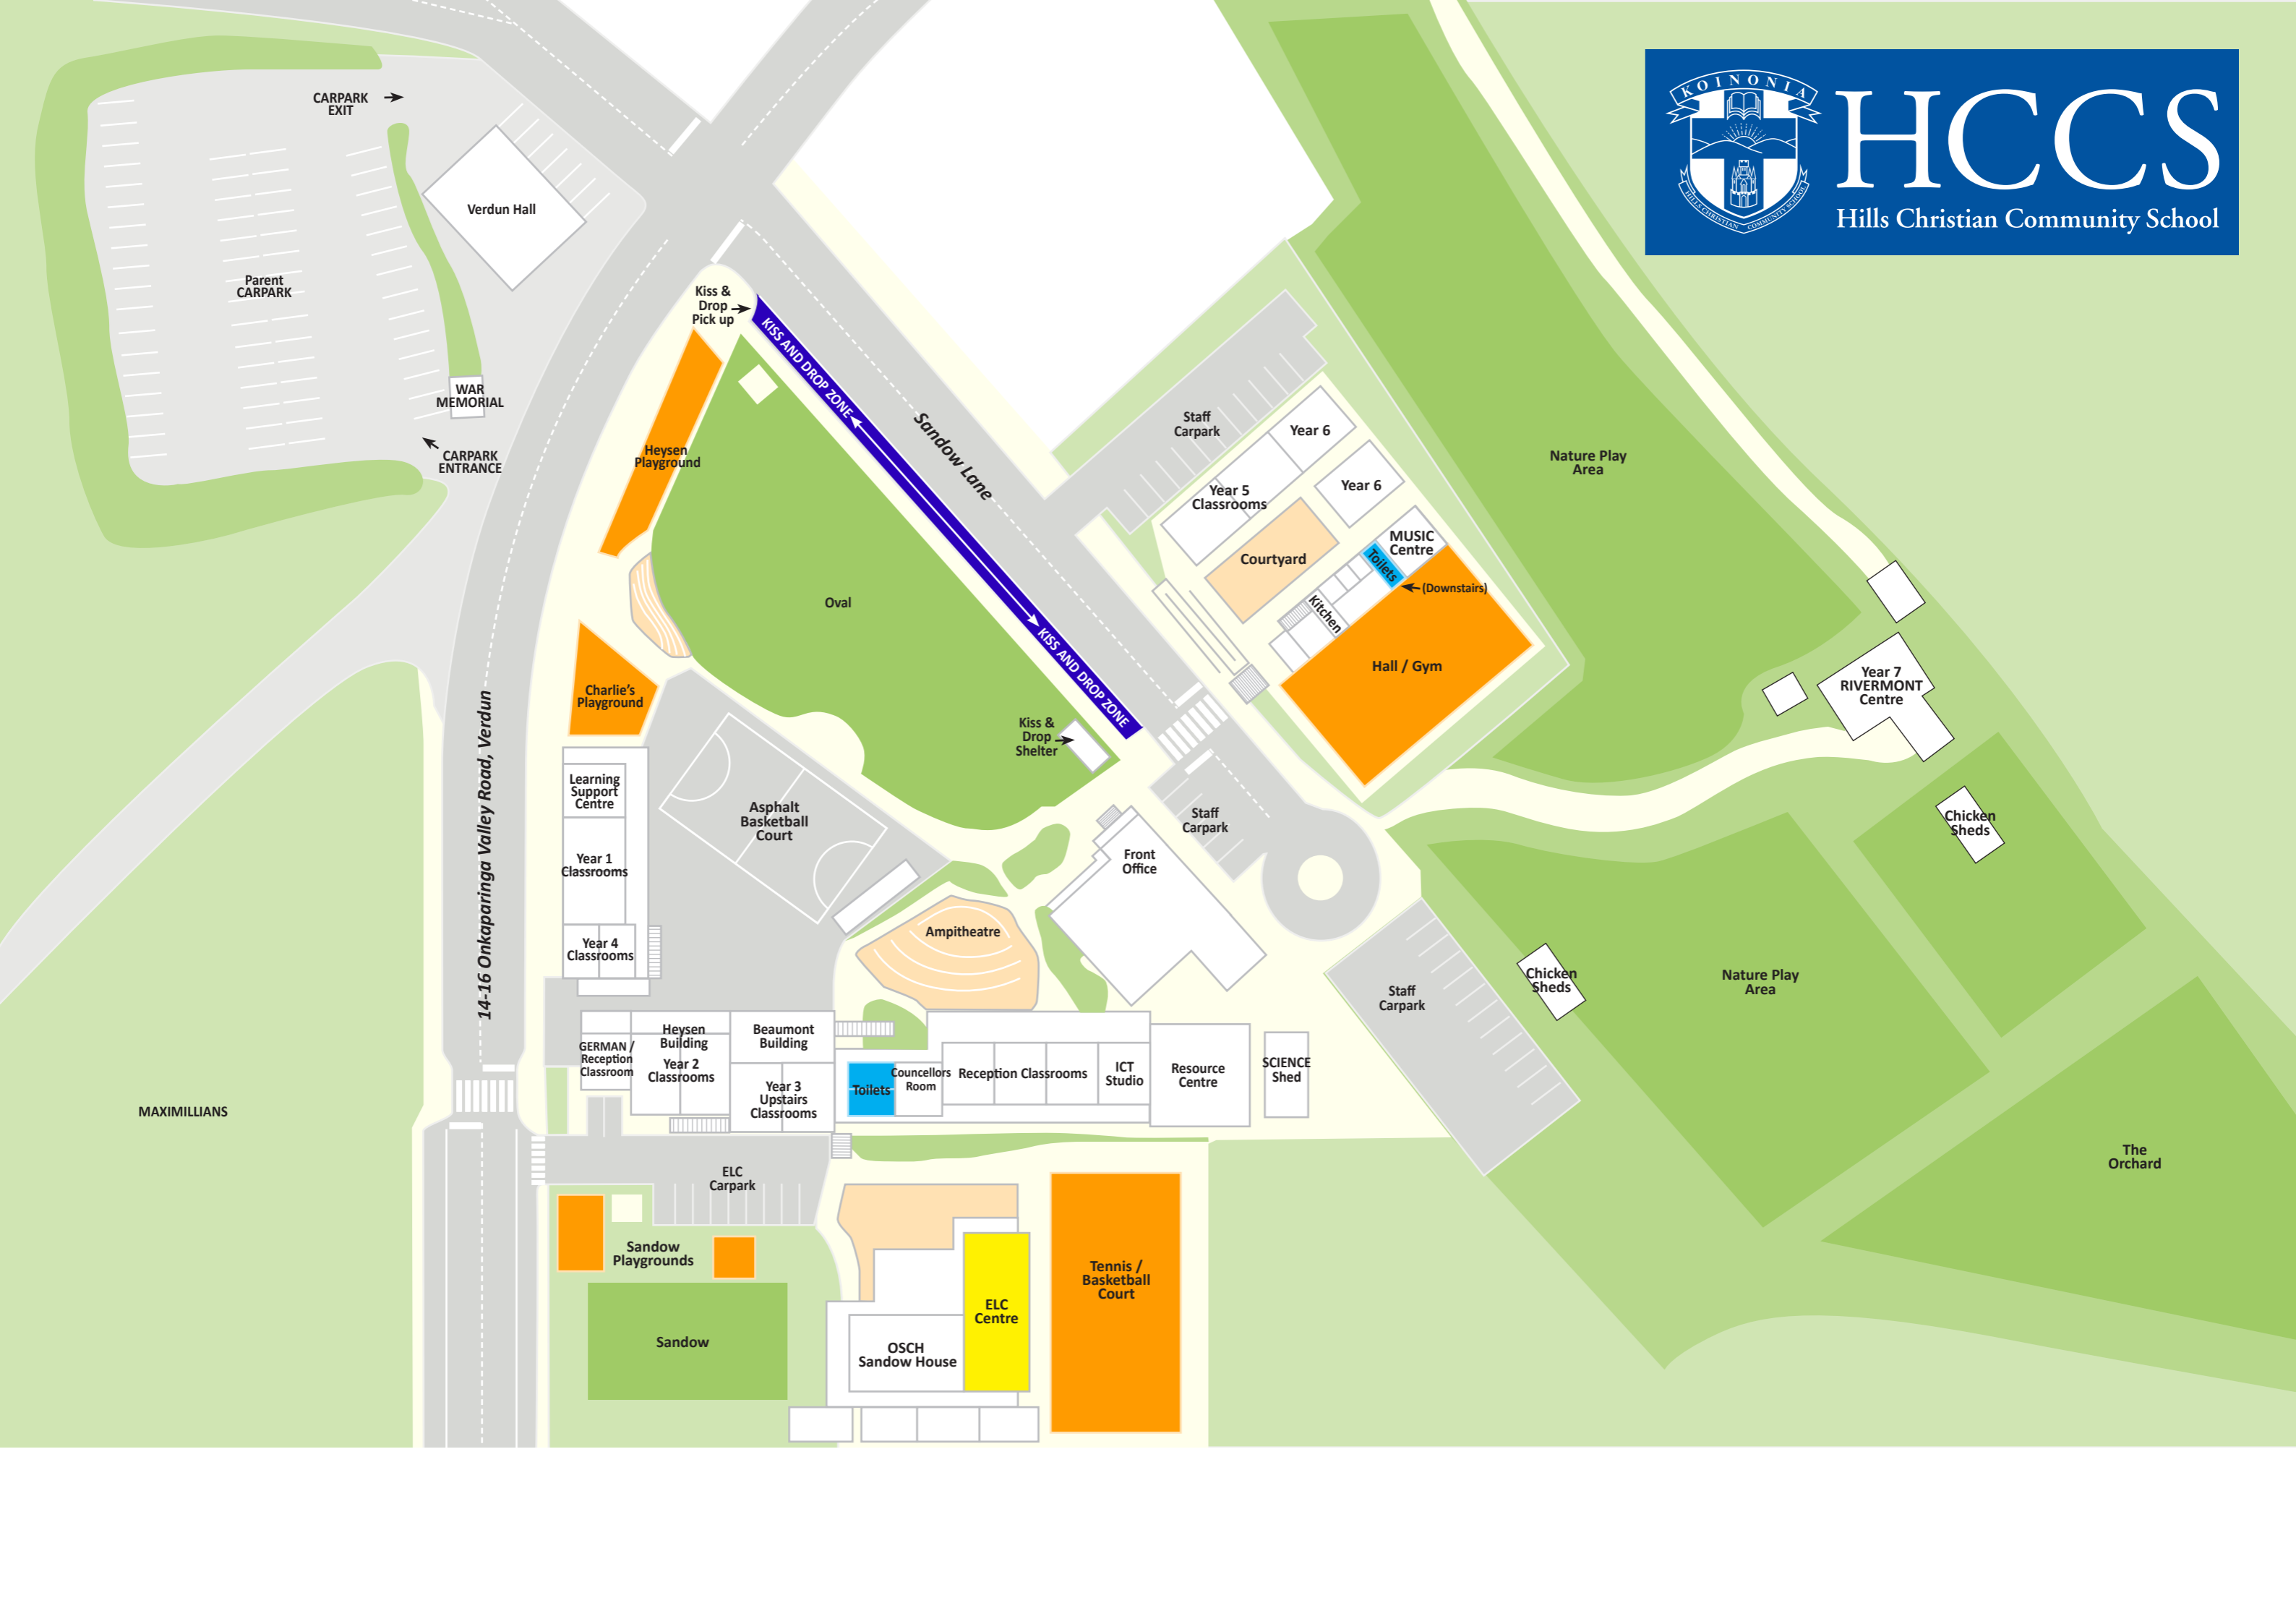 KOINONIA
HILLS CHRISTIAN COMMUNITY SCHOOL
HCCS
Hills Christian Community School
CARPARK
EXIT
Verdun Hall
Parent
CARPARK
WAR
MEMORIAL
CARPARK
ENTRANCE
Kiss &
Drop
Pick up
KISS AND DROP ZONE
KISS AND DROP ZONE
Sandow Lane
Heysen
Playground
Oval
Charlie's
Playground
Kiss &
Drop
Shelter
Staff
Carpark
Year 6
Year 5
Classrooms
Year 6
Courtyard
MUSIC
Centre
Toilets
(Downstairs)
Kitchen
Hall / Gym
Nature Play
Area
Year 7
RIVERMONT
Centre
Chicken
Sheds
14-16 Onkaparinga Valley Road, Verdun
Learning
Support
Centre
Year 1
Classrooms
Year 4
Classrooms
Asphalt
Basketball
Court
Staff
Carpark
Front
Office
Ampitheatre
Staff
Carpark
Chicken
Sheds
Nature Play
Area
The
Orchard
GERMAN /
Reception
Classroom
Heysen
Building
Year 2
Classrooms
Beaumont
Building
Year 3
Upstairs
Classrooms
Toilets
Councellors
Room
Reception Classrooms
ICT
Studio
Resource
Centre
SCIENCE
Shed
MAXIMILLIANS
ELC
Carpark
Sandow
Playgrounds
Sandow
ELC
Centre
OSCH
Sandow House
Tennis /
Basketball
Court